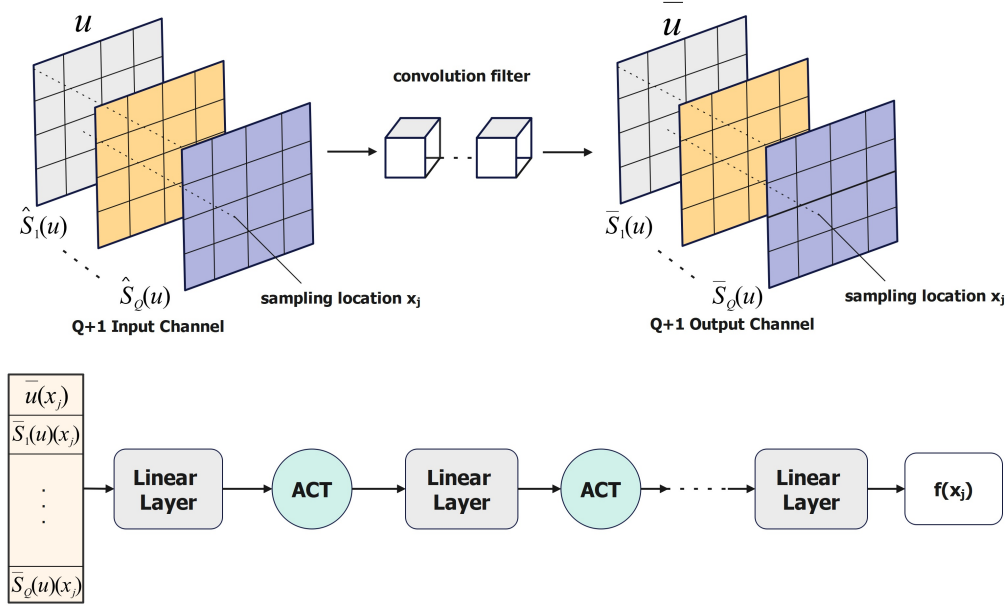 u
u̅
convolution filter
Ŝ₁(u)
S̅₁(u)
Ŝ_Q(u)
S̅_Q(u)
sampling location xⱼ
sampling location xⱼ
Q+1 Input Channel
Q+1 Output Channel
u̅(xⱼ)
S̅₁(u)(xⱼ)
Linear
Layer
ACT
Linear
Layer
ACT
Linear
Layer
f(xⱼ)
S̅_Q(u)(xⱼ)